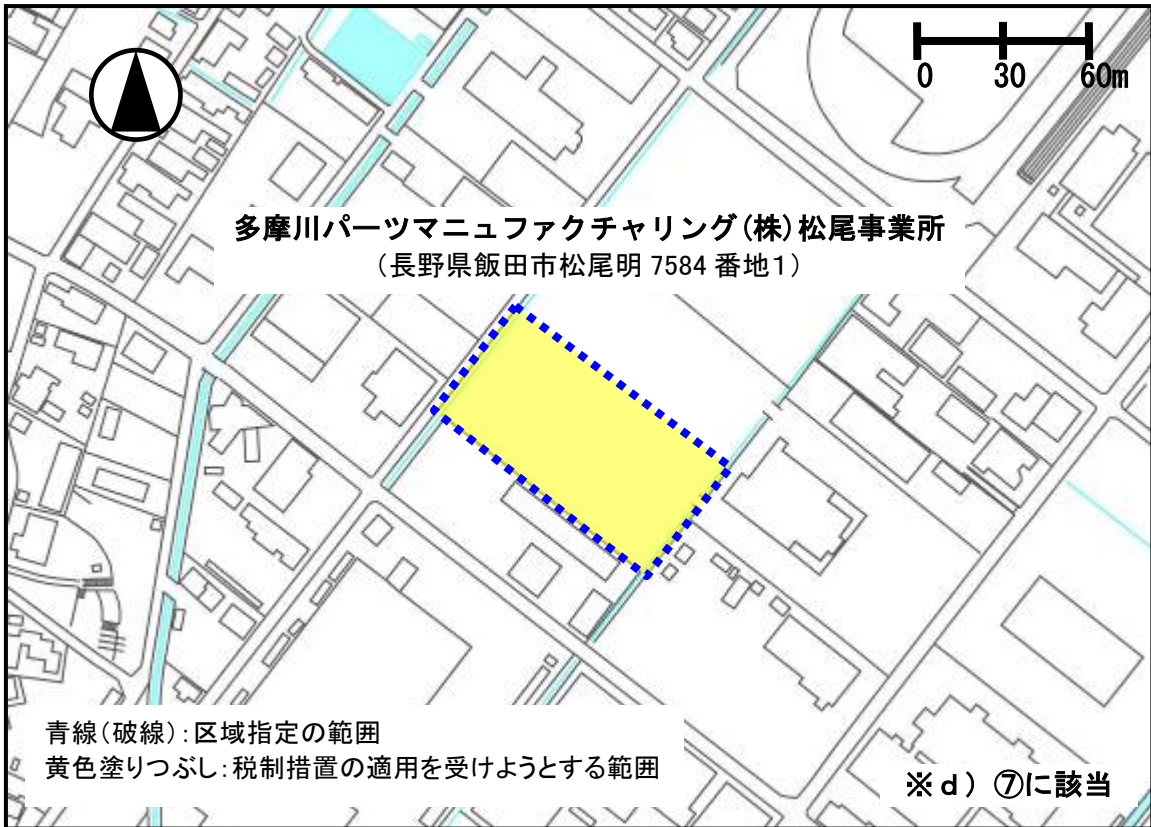 0 30 60m
多摩川パーツマニュファクチャリング(株)松尾事業所
(長野県飯田市松尾明 7584 番地1)
青線(破線):区域指定の範囲
黄色塗りつぶし:税制措置の適用を受けようとする範囲
※d)⑦に該当